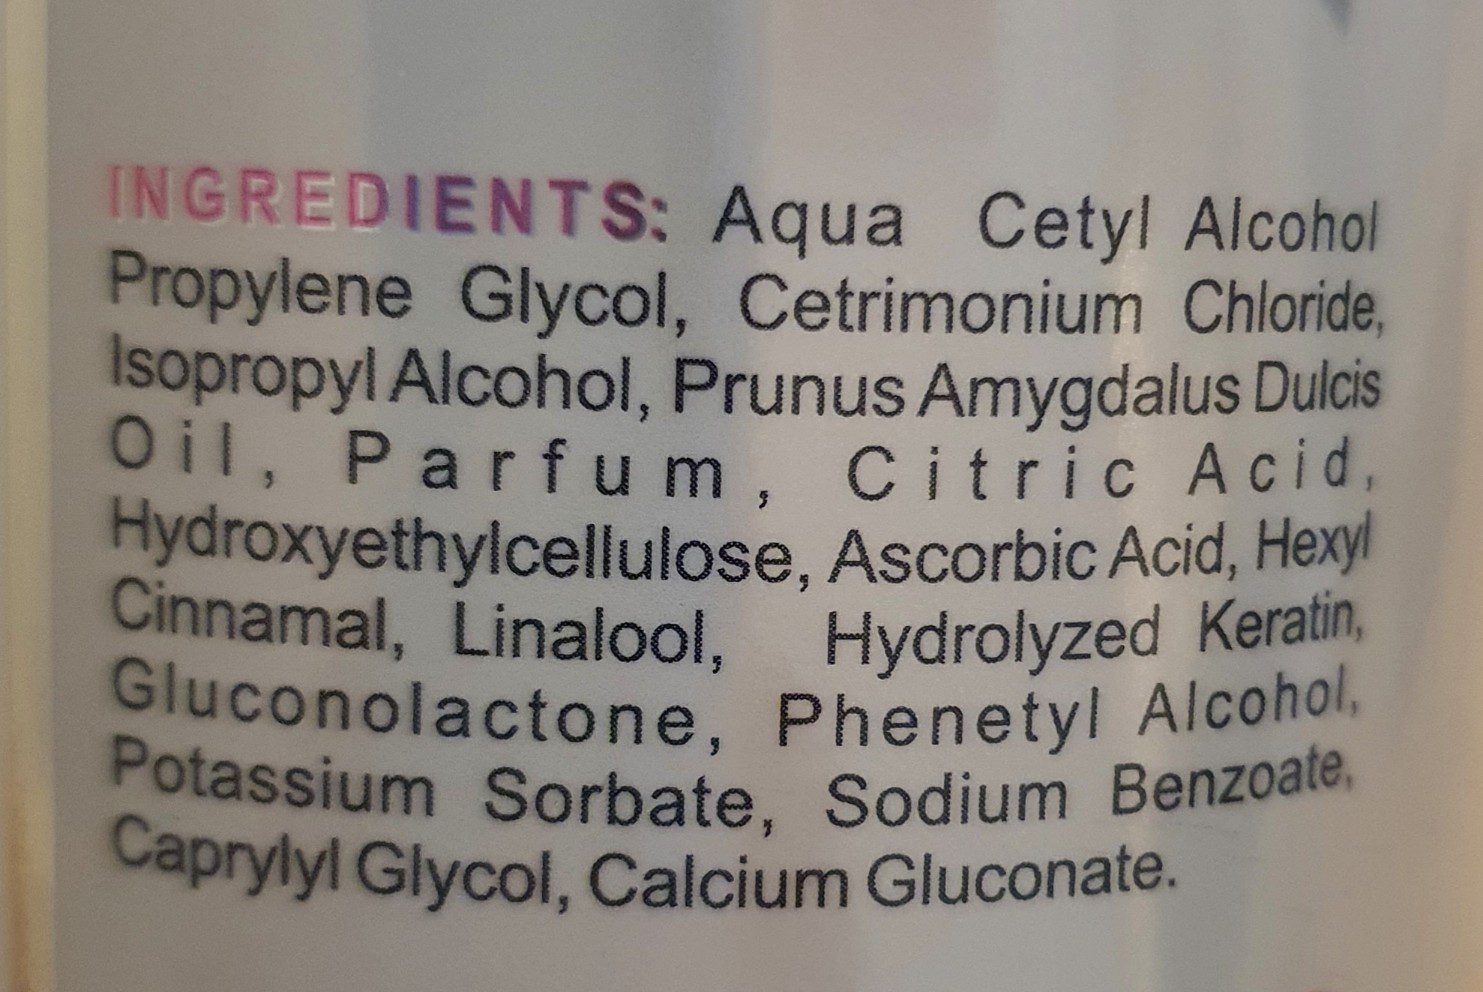 INGREDIENTS: Aqua Cetyl Alcohol
Propylene Glycol, Cetrimonium Chloride,
Isopropyl Alcohol, Prunus Amygdalus Dulcis
Oil, Parfum, Citric Acid,
Hydroxyethylcellulose, Ascorbic Acid, Hexyl
Cinnamal, Linalool, Hydrolyzed Keratin,
Gluconolactone, Phenetyl Alcohol,
Potassium Sorbate, Sodium Benzoate,
Caprylyl Glycol, Calcium Gluconate.